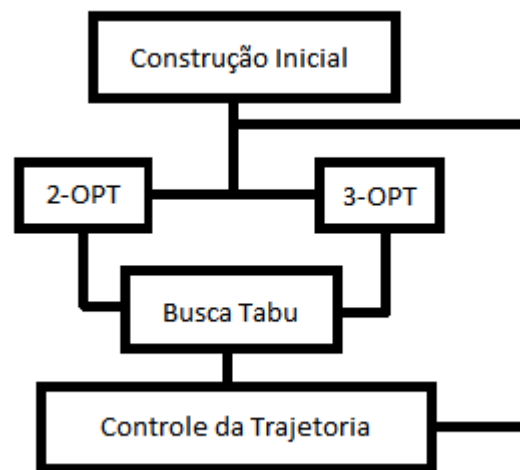 Construção Inicial
2-OPT
3-OPT
Busca Tabu
Controle da Trajetoria